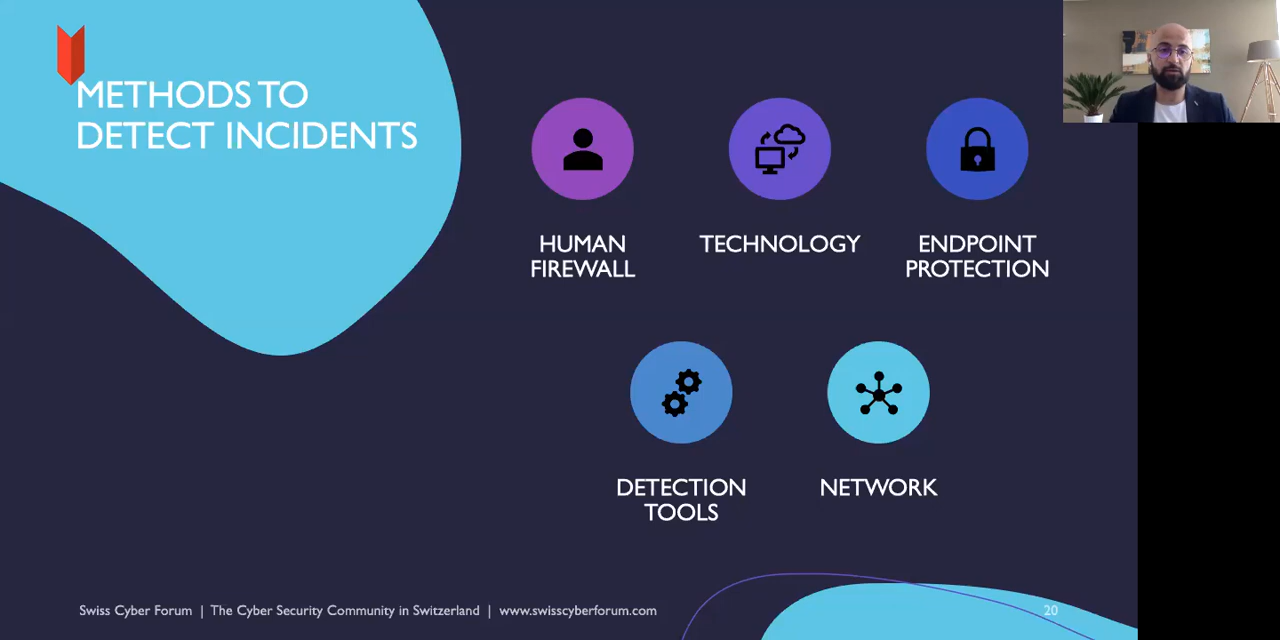 METHODS TO
DETECT INCIDENTS
HUMAN
FIREWALL
TECHNOLOGY
ENDPOINT
PROTECTION
DETECTION
TOOLS
NETWORK
Swiss Cyber Forum | The Cyber Security Community in Switzerland | www.swisscyberforum.com
20